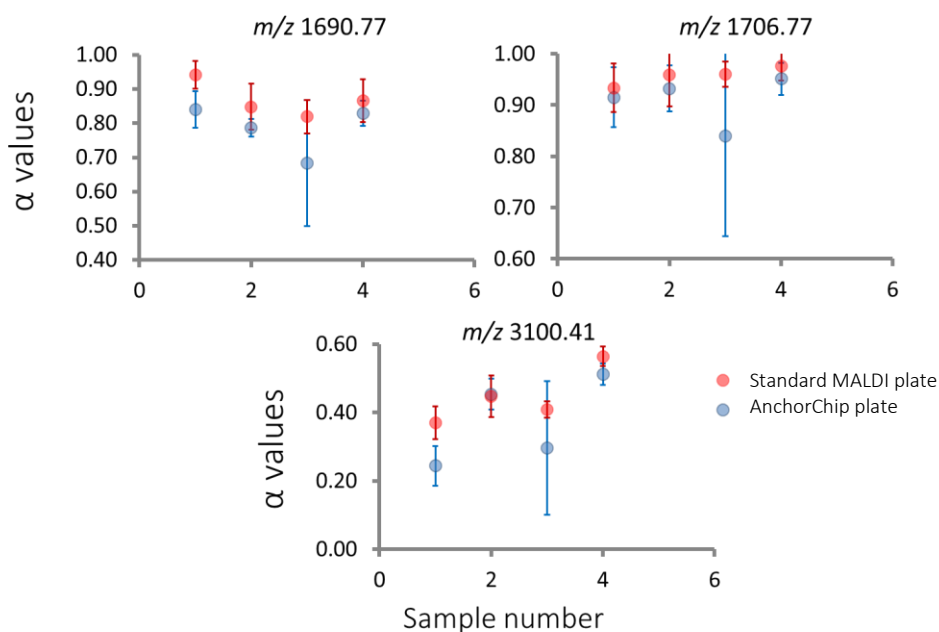 m/z 1690.77
α values
1.00
0.90
0.80
0.70
0.60
0.50
0.40
0 2 4 6
m/z 1706.77
1.00
0.90
0.80
0.70
0.60
0 2 4 6
m/z 3100.41
α values
0.60
0.40
0.20
0.00
0 2 4 6
Sample number
Standard MALDI plate
AnchorChip plate